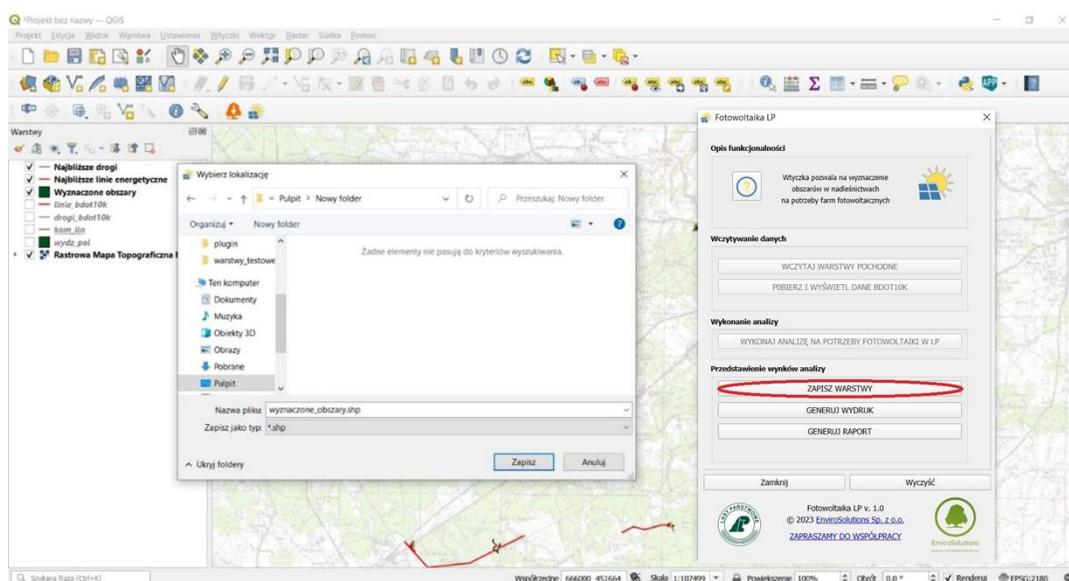 *Projekt bez nazwy — QGIS
Projekt Edycja Widok Warstwa Ustawienia Wtyczki Wektor Raster Siatka Pomoc
Warstwy
Najbliższe drogi
Najbliższe linie energetyczne
Wyznaczone obszary
linie_bdot10k
drogi_bdot10k
kom_lin
wydz_pol
Rastrowa Mapa Topograficzna
Wybierz lokalizację
Pulpit > Nowy folder
Przeszukaj: Nowy folder
Organizuj
Nowy folder
plugin
warstwy_testowe
Ten komputer
Dokumenty
Muzyka
Obiekty 3D
Obrazy
Pobrane
Pulpit
Żadne elementy nie pasują do kryteriów wyszukiwania.
Nazwa pliku: wyznaczone_obszary.shp
Zapisz jako typ: *.shp
Ukryj foldery
Zapisz
Anuluj
Fotowoltaika LP
Opis funkcjonalności
Wtyczka pozwala na wyznaczenie
obszarów w nadleśnictwach
na potrzeby farm fotowoltaicznych
Wczytywanie danych
WCZYTAJ WARSTWY POCHODNE
POBIERZ I WYŚWIETL DANE BDOT10K
Wykonanie analizy
WYKONAJ ANALIZĘ NA POTRZEBY FOTOWOLTAIKI W LP
Przedstawienie wyników analizy
ZAPISZ WARSTWY
GENERUJ WYDRUK
GENERUJ RAPORT
Zamknij
Wyczyść
LASY PAŃSTWOWE
Fotowoltaika LP v. 1.0
© 2023 EnviroSolutions Sp. z o.o.
ZAPRASZAMY DO WSPÓŁPRACY
EnviroSolutions
Szukana fraza (Ctrl+K)
Współrzędne 666000 451664 Skala 1:107499 Powiększenie 100% Obrót 0,0 ° Renderuj EPSG:2180